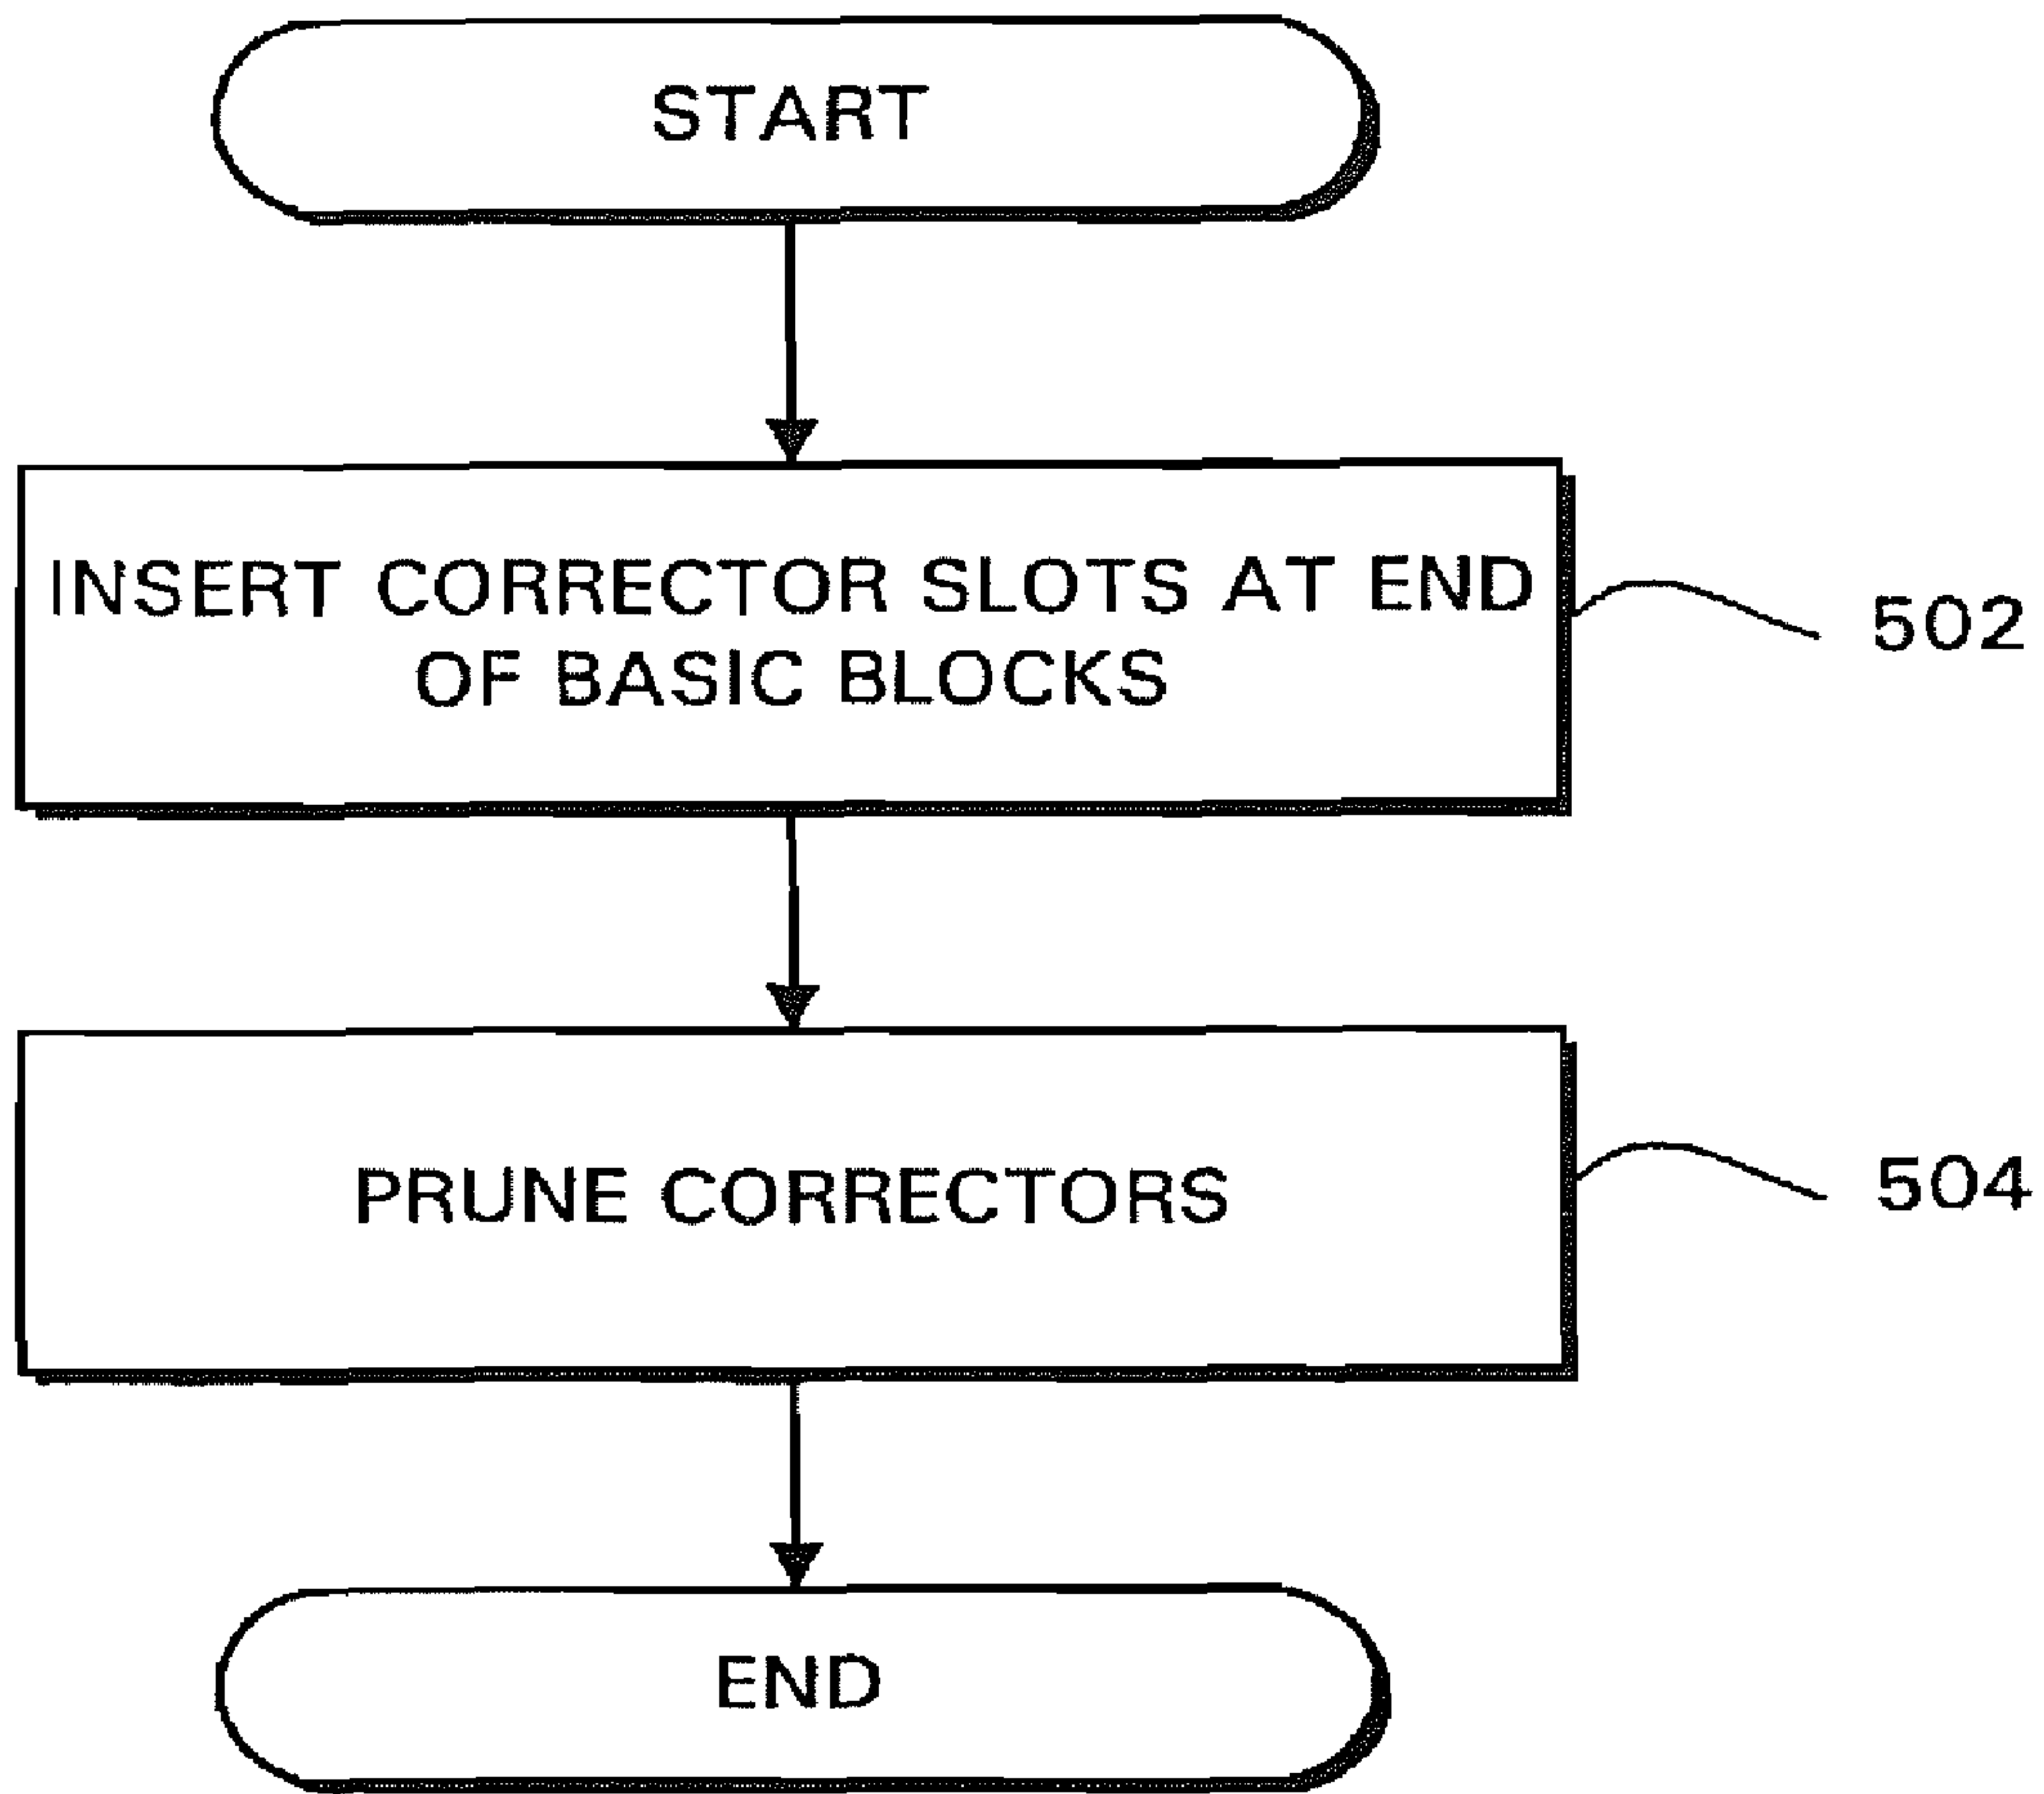 START
INSERT CORRECTOR SLOTS AT END
OF BASIC BLOCKS
502
PRUNE CORRECTORS
504
END